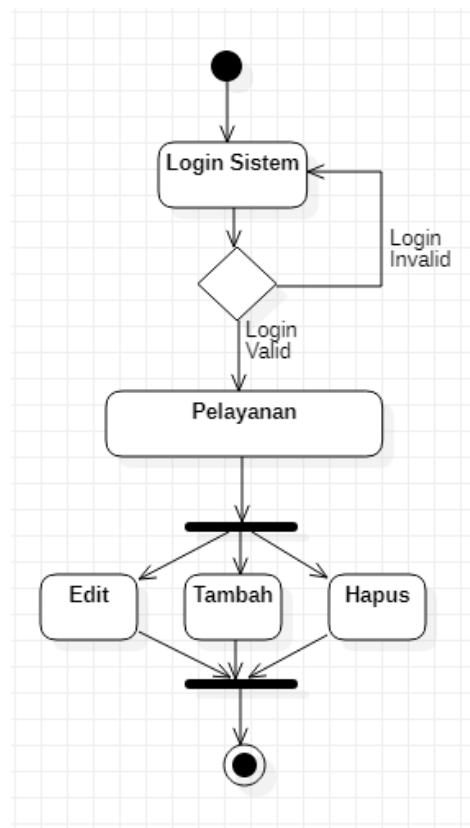 Login Sistem
Login
Invalid
Login
Valid
Pelayanan
Edit
Tambah
Hapus